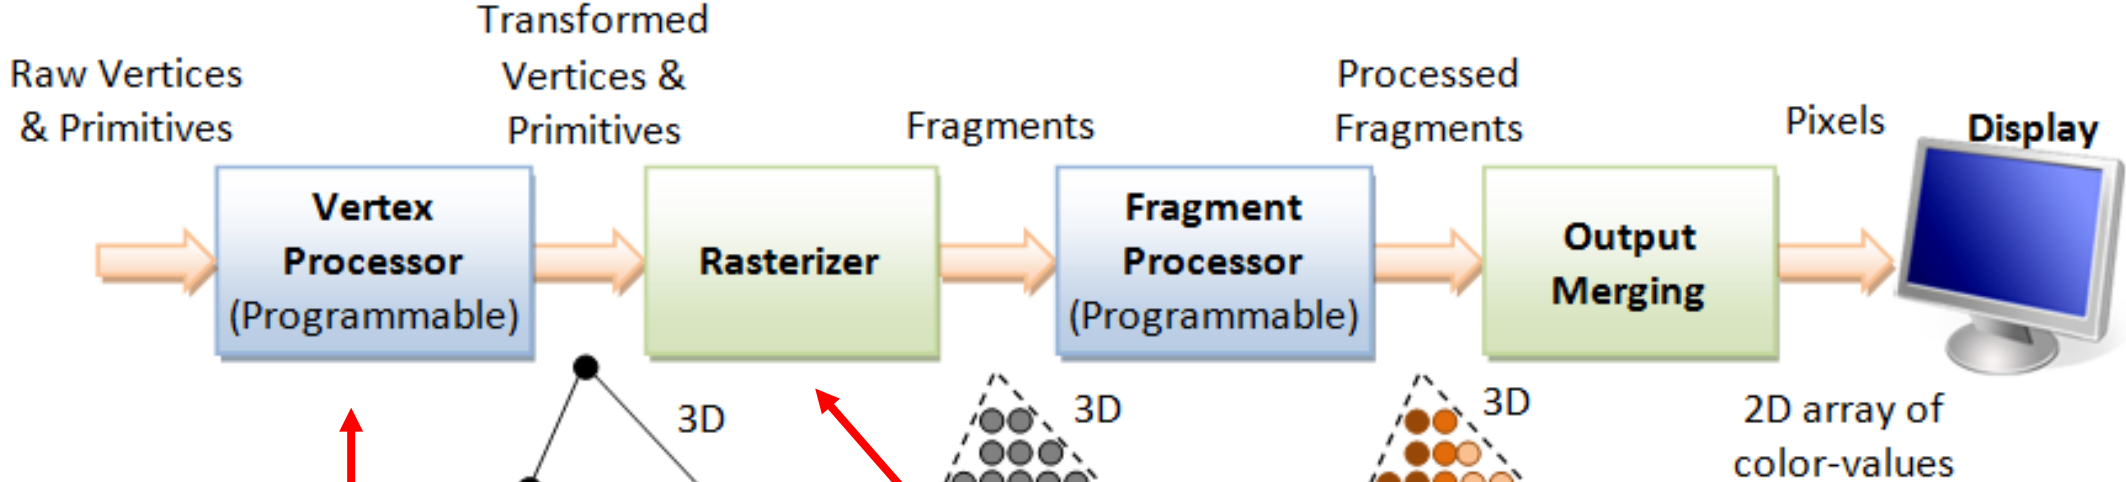 Raw Vertices
& Primitives
Transformed
Vertices &
Primitives
Fragments
Processed
Fragments
Pixels
Display
Vertex
Processor
(Programmable)
Rasterizer
Fragment
Processor
(Programmable)
Output
Merging
3D
3D
3D
2D array of
color-values